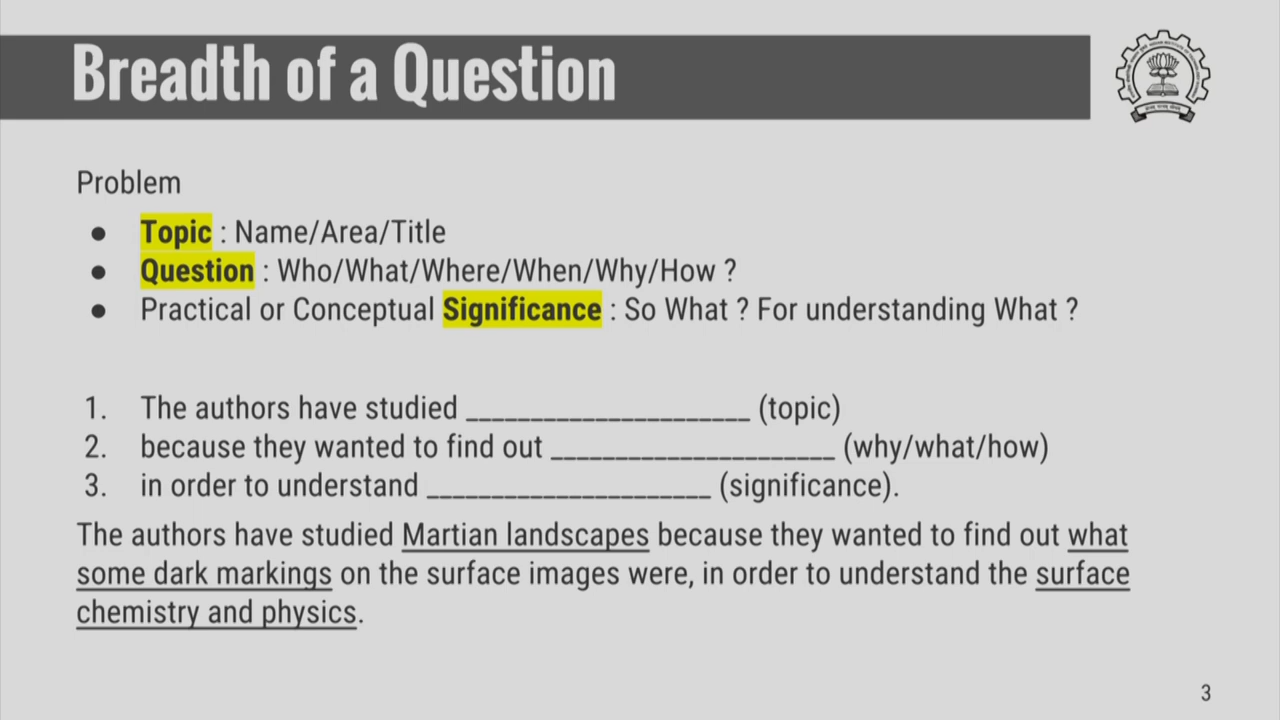 Breadth of a Question
Problem
● Topic : Name/Area/Title
● Question : Who/What/Where/When/Why/How ?
● Practical or Conceptual Significance : So What ? For understanding What ?
1. The authors have studied ______________________ (topic)
2. because they wanted to find out ______________________ (why/what/how)
3. in order to understand ______________________ (significance).
The authors have studied Martian landscapes because they wanted to find out what
some dark markings on the surface images were, in order to understand the surface
chemistry and physics.
3